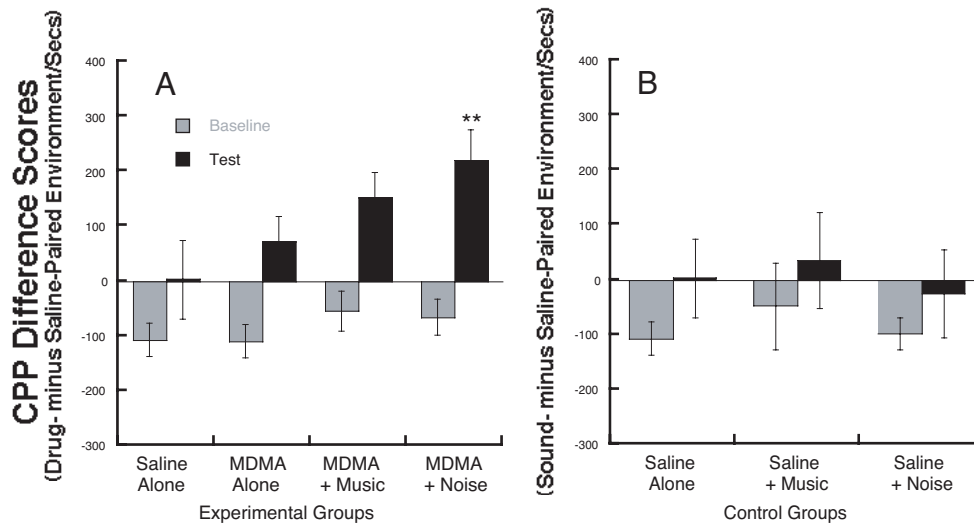 CPP Difference Scores
(Drug- minus Saline-Paired Environment/Secs)
400
300
200
100
0
-100
-200
-300
A
Baseline
Test
**
Saline
Alone
MDMA
Alone
MDMA
+ Music
MDMA
+ Noise
Experimental Groups
(Sound- minus Saline-Paired Environment/Secs)
400
300
200
100
0
-100
-200
-300
B
Saline
Alone
Saline
+ Music
Saline
+ Noise
Control Groups